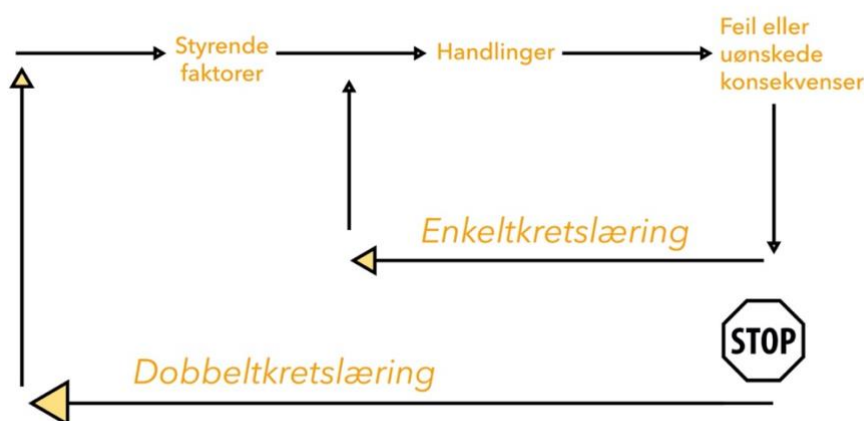 Styrende
faktorer
Handlinger
Feil eller
uønskede
konsekvenser
Enkeltkretslæring
STOP
Dobbeltkretslæring